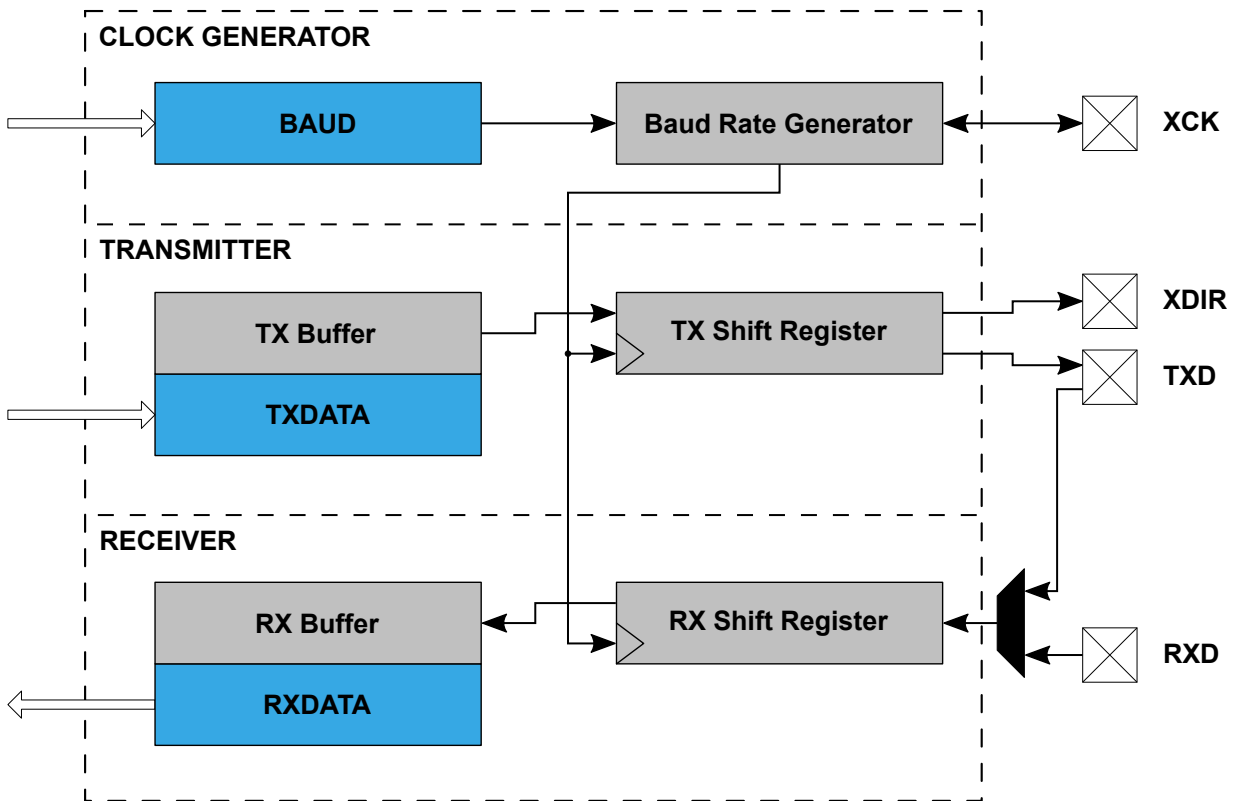 CLOCK GENERATOR
BAUD
Baud Rate Generator
XCK
TRANSMITTER
TX Buffer
TXDATA
TX Shift Register
XDIR
TXD
RECEIVER
RX Buffer
RXDATA
RX Shift Register
RXD